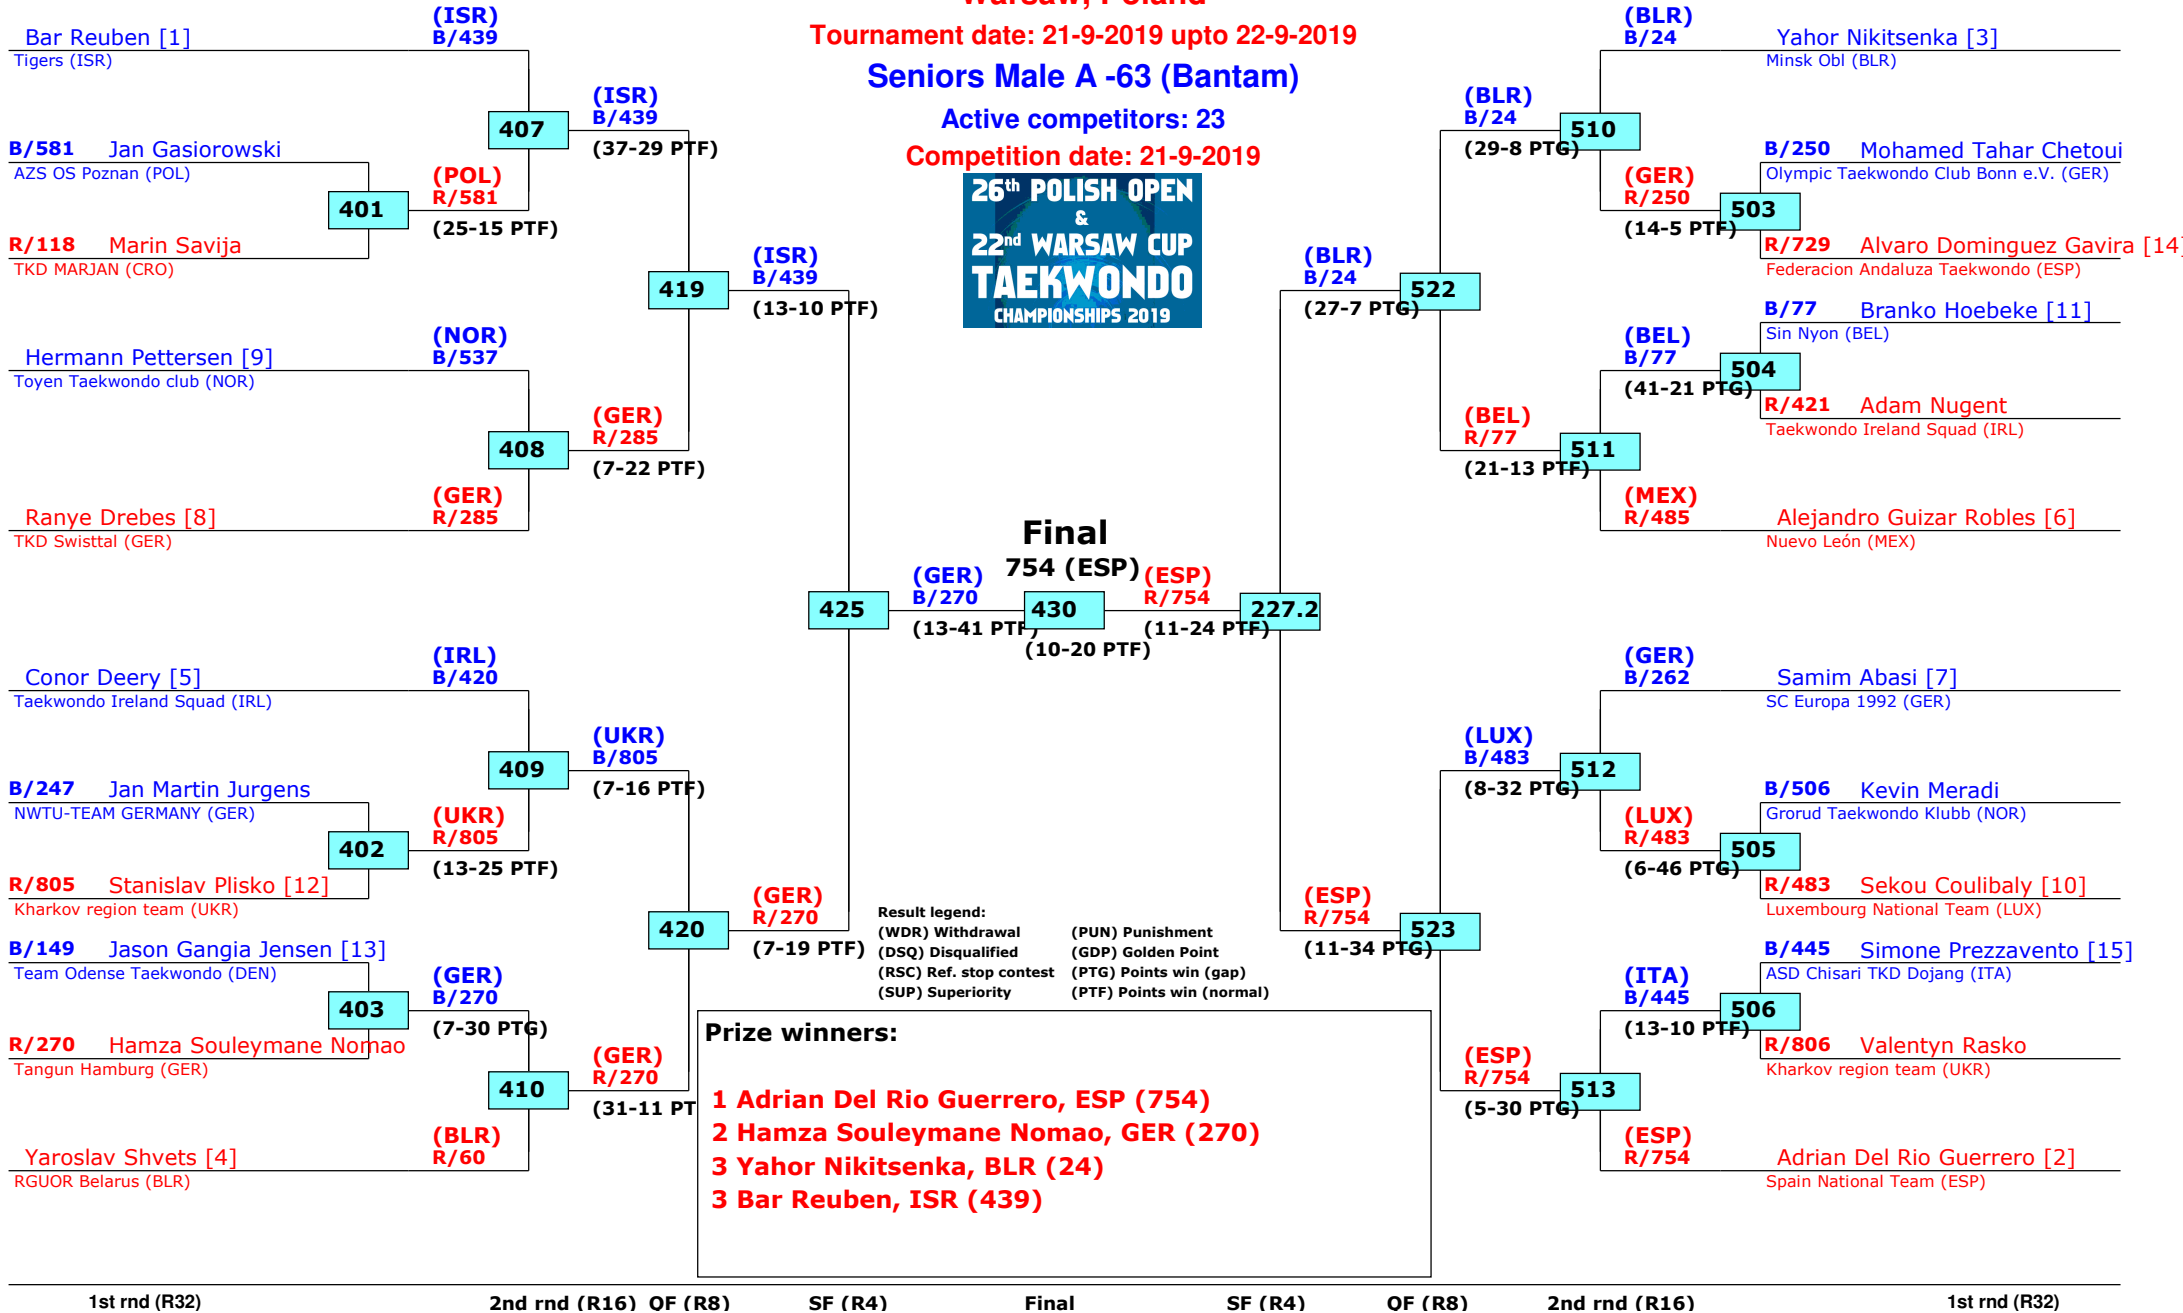 Warsaw, Poland
Tournament date: 21-9-2019 upto 22-9-2019
Seniors Male A -63 (Bantam)
Active competitors: 23
Competition date: 21-9-2019
26th POLISH OPEN
&
22nd WARSAW CUP
TAEKWONDO
CHAMPIONSHIPS 2019
Bar Reuben [1]
Tigers (ISR)
(ISR)
B/439
B/581 Jan Gasiorowski
AZS OS Poznan (POL)
401
R/118 Marin Savija
TKD MARJAN (CRO)
(POL)
R/581
(25-15 PTF)
407
(ISR)
B/439
(37-29 PTF)
Hermann Pettersen [9]
Toyen Taekwondo club (NOR)
(NOR)
B/537
408
Ranye Drebes [8]
TKD Swisttal (GER)
(GER)
R/285
(GER)
R/285
(7-22 PTF)
419
(ISR)
B/439
(13-10 PTF)
Conor Deery [5]
Taekwondo Ireland Squad (IRL)
(IRL)
B/420
B/247 Jan Martin Jurgens
NWTU-TEAM GERMANY (GER)
402
R/805 Stanislav Plisko [12]
Kharkov region team (UKR)
(UKR)
R/805
(13-25 PTF)
409
(UKR)
B/805
(7-16 PTF)
B/149 Jason Gangia Jensen [13]
Team Odense Taekwondo (DEN)
403
R/270 Hamza Souleymane Nomao
Tangun Hamburg (GER)
(GER)
B/270
(7-30 PTG)
410
Yaroslav Shvets [4]
RGUOR Belarus (BLR)
(BLR)
R/60
(GER)
R/270
(31-11 PT
420
(GER)
R/270
(7-19 PTF)
425
(GER)
B/270
(13-41 PTF)
Final
754 (ESP)
430
(10-20 PTF)
(ESP)
R/754
(11-24 PTF)
227.2
(BLR)
B/24
(27-7 PTG)
522
(BLR)
B/24
(29-8 PTG)
510
(BLR)
B/24
Yahor Nikitsenka [3]
Minsk Obl (BLR)
B/250 Mohamed Tahar Chetoui
Olympic Taekwondo Club Bonn e.V. (GER)
(GER)
R/250
(14-5 PTF)
503
R/729 Alvaro Dominguez Gavira [14]
Federacion Andaluza Taekwondo (ESP)
B/77 Branko Hoebeke [11]
Sin Nyon (BEL)
(BEL)
B/77
(41-21 PTG)
504
R/421 Adam Nugent
Taekwondo Ireland Squad (IRL)
(BEL)
R/77
(21-13 PTF)
511
(MEX)
R/485
Alejandro Guizar Robles [6]
Nuevo León (MEX)
(GER)
B/262
Samim Abasi [7]
SC Europa 1992 (GER)
(LUX)
B/483
(8-32 PTG)
512
B/506 Kevin Meradi
Grorud Taekwondo Klubb (NOR)
(LUX)
R/483
(6-46 PTG)
505
R/483 Sekou Coulibaly [10]
Luxembourg National Team (LUX)
(ESP)
R/754
(11-34 PTG)
523
B/445 Simone Prezzavento [15]
ASD Chisari TKD Dojang (ITA)
(ITA)
B/445
(13-10 PTF)
506
R/806 Valentyn Rasko
Kharkov region team (UKR)
(ESP)
R/754
(5-30 PTG)
513
(ESP)
R/754
Adrian Del Rio Guerrero [2]
Spain National Team (ESP)
Result legend:
(WDR) Withdrawal (PUN) Punishment
(DSQ) Disqualified (GDP) Golden Point
(RSC) Ref. stop contest (PTG) Points win (gap)
(SUP) Superiority (PTF) Points win (normal)
Prize winners:
1 Adrian Del Rio Guerrero, ESP (754)
2 Hamza Souleymane Nomao, GER (270)
3 Yahor Nikitsenka, BLR (24)
3 Bar Reuben, ISR (439)
1st rnd (R32) 2nd rnd (R16) QF (R8) SF (R4) Final SF (R4) QF (R8) 2nd rnd (R16) 1st rnd (R32)